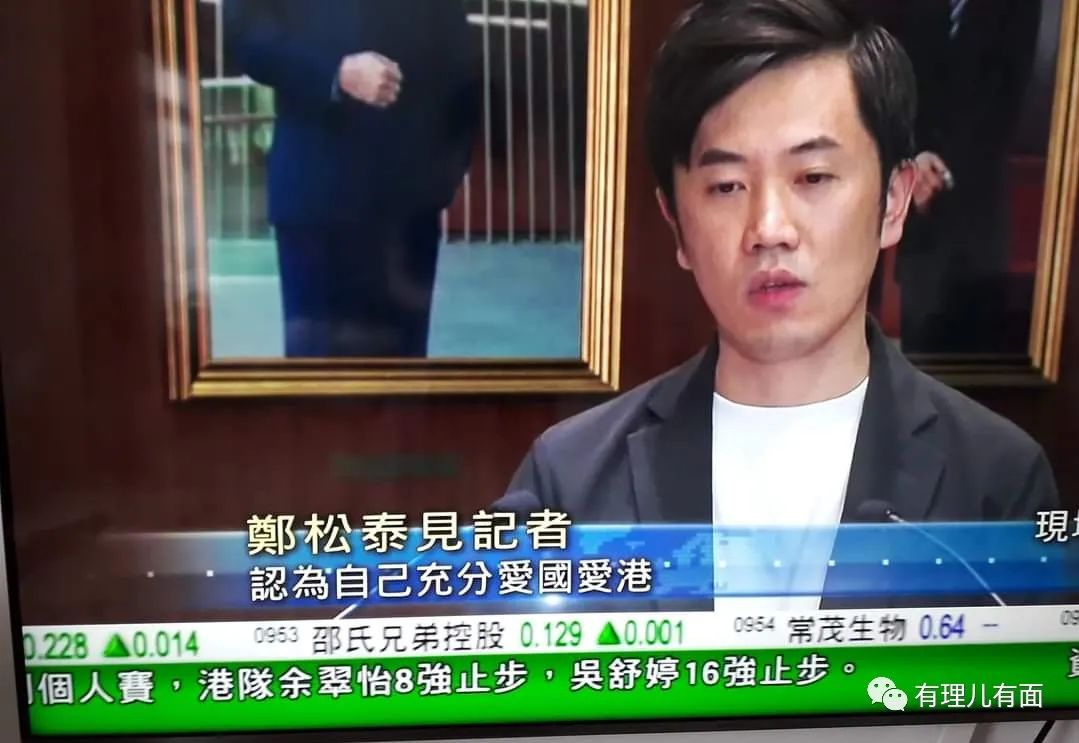 鄭松泰見記者
現場
認為自己充分愛國愛港
0.228 ▲0.014 0953 邵氏兄弟控股 0.129 ▲0.001 0954 常茂生物 0.64 –
個人賽，港隊余翠怡8強止步，吳舒婷16強止步。
有理儿有面